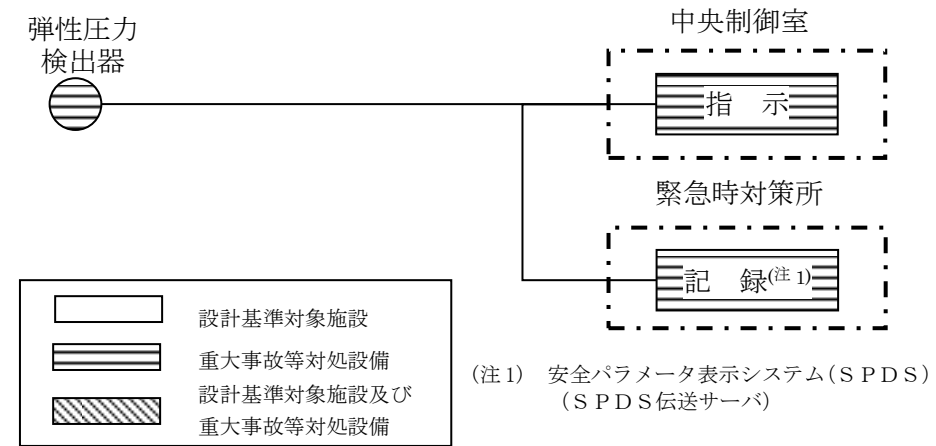 弾性圧力
検出器
中央制御室
指　示
緊急時対策所
記　録(注 1)
設計基準対象施設
重大事故等対処設備
設計基準対象施設及び
重大事故等対処設備
(注 1)　安全パラメータ表示システム(ＳＰＤＳ)
(ＳＰＤＳ伝送サーバ)